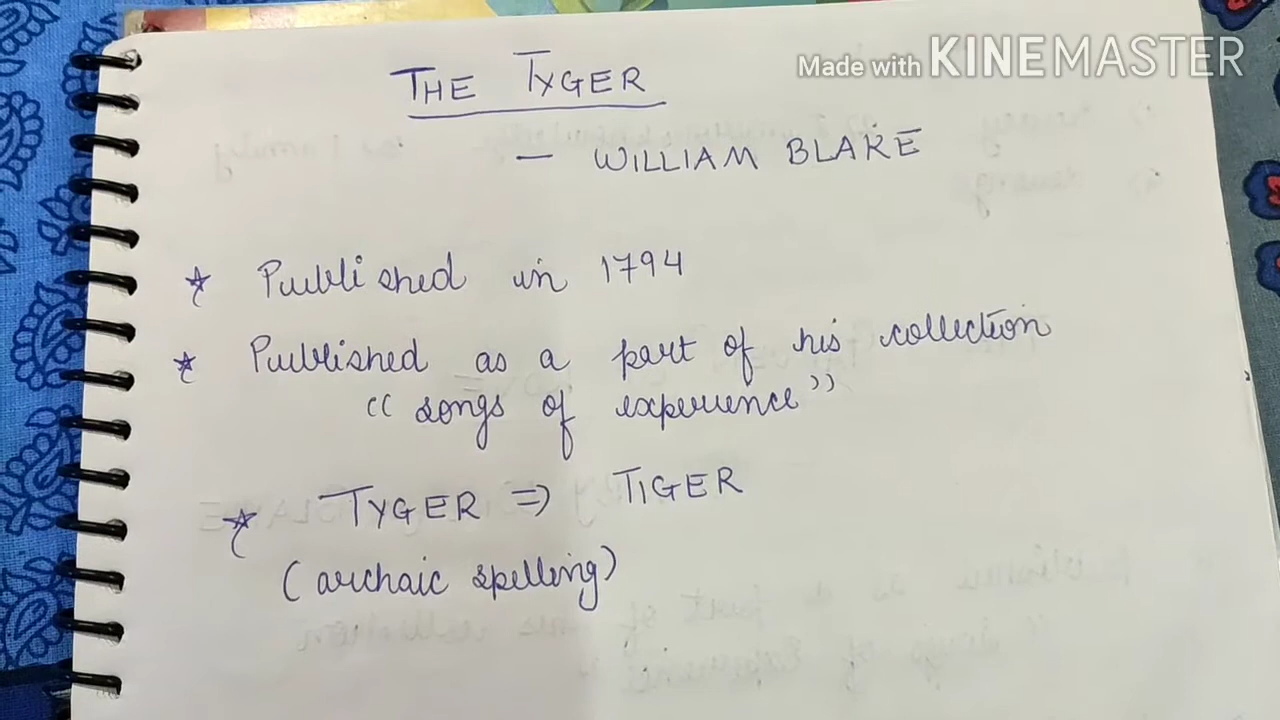 Made with KINEMASTER
THE TYGER
— WILLIAM BLAKE
☆ Published in 1794
☆ Published as a part of his collection
"songs of experience"
☆ TYGER ⇒ TIGER
(archaic spelling)